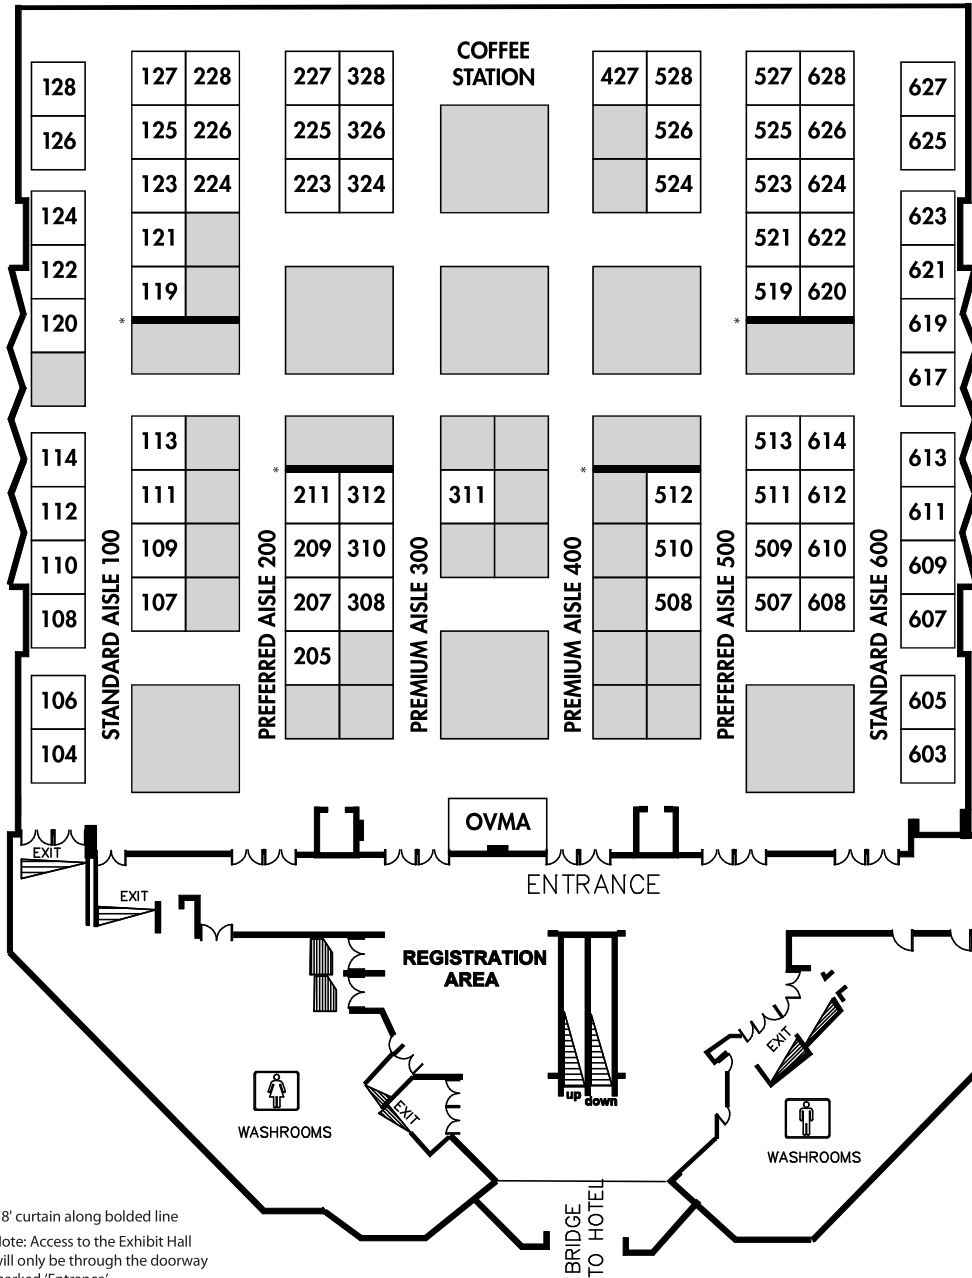 COFFEE
STATION
127 228
227 328
427 528
527 628
128
627
125 226
225 326
526
525 626
126
625
123 224
223 324
524
523 624
124
623
121
521 622
122
621
119
519 620
120
619
*
*
617
113
513 614
114
613
*
*
111
211 312
311
512
511 612
112
611
109
209 310
510
509 610
110
609
107
207 308
508
507 608
108
607
205
STANDARD AISLE 100
PREFERRED AISLE 200
PREMIUM AISLE 300
PREMIUM AISLE 400
PREFERRED AISLE 500
STANDARD AISLE 600
106
605
104
603
OVMA
EXIT
ENTRANCE
EXIT
REGISTRATION
AREA
EXIT
up down
EXIT
WASHROOMS
WASHROOMS
BRIDGE
TO HOTEL
8' curtain along bolded line
Access to the Exhibit Hall
only be through the doorway
'Entrance'